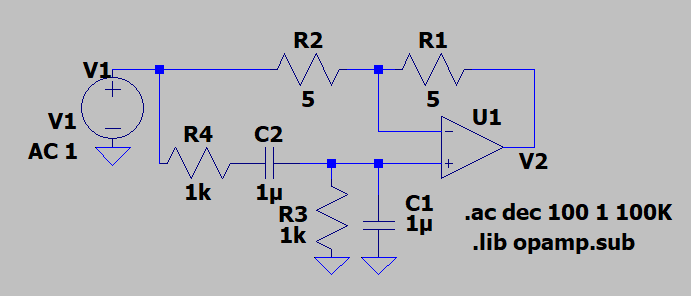 R2
R1
V1
5
5
V1
AC 1
R4
C2
U1
V2
1k
1µ
R3
1k
C1
1µ
.ac dec 100 1 100K
.lib opamp.sub